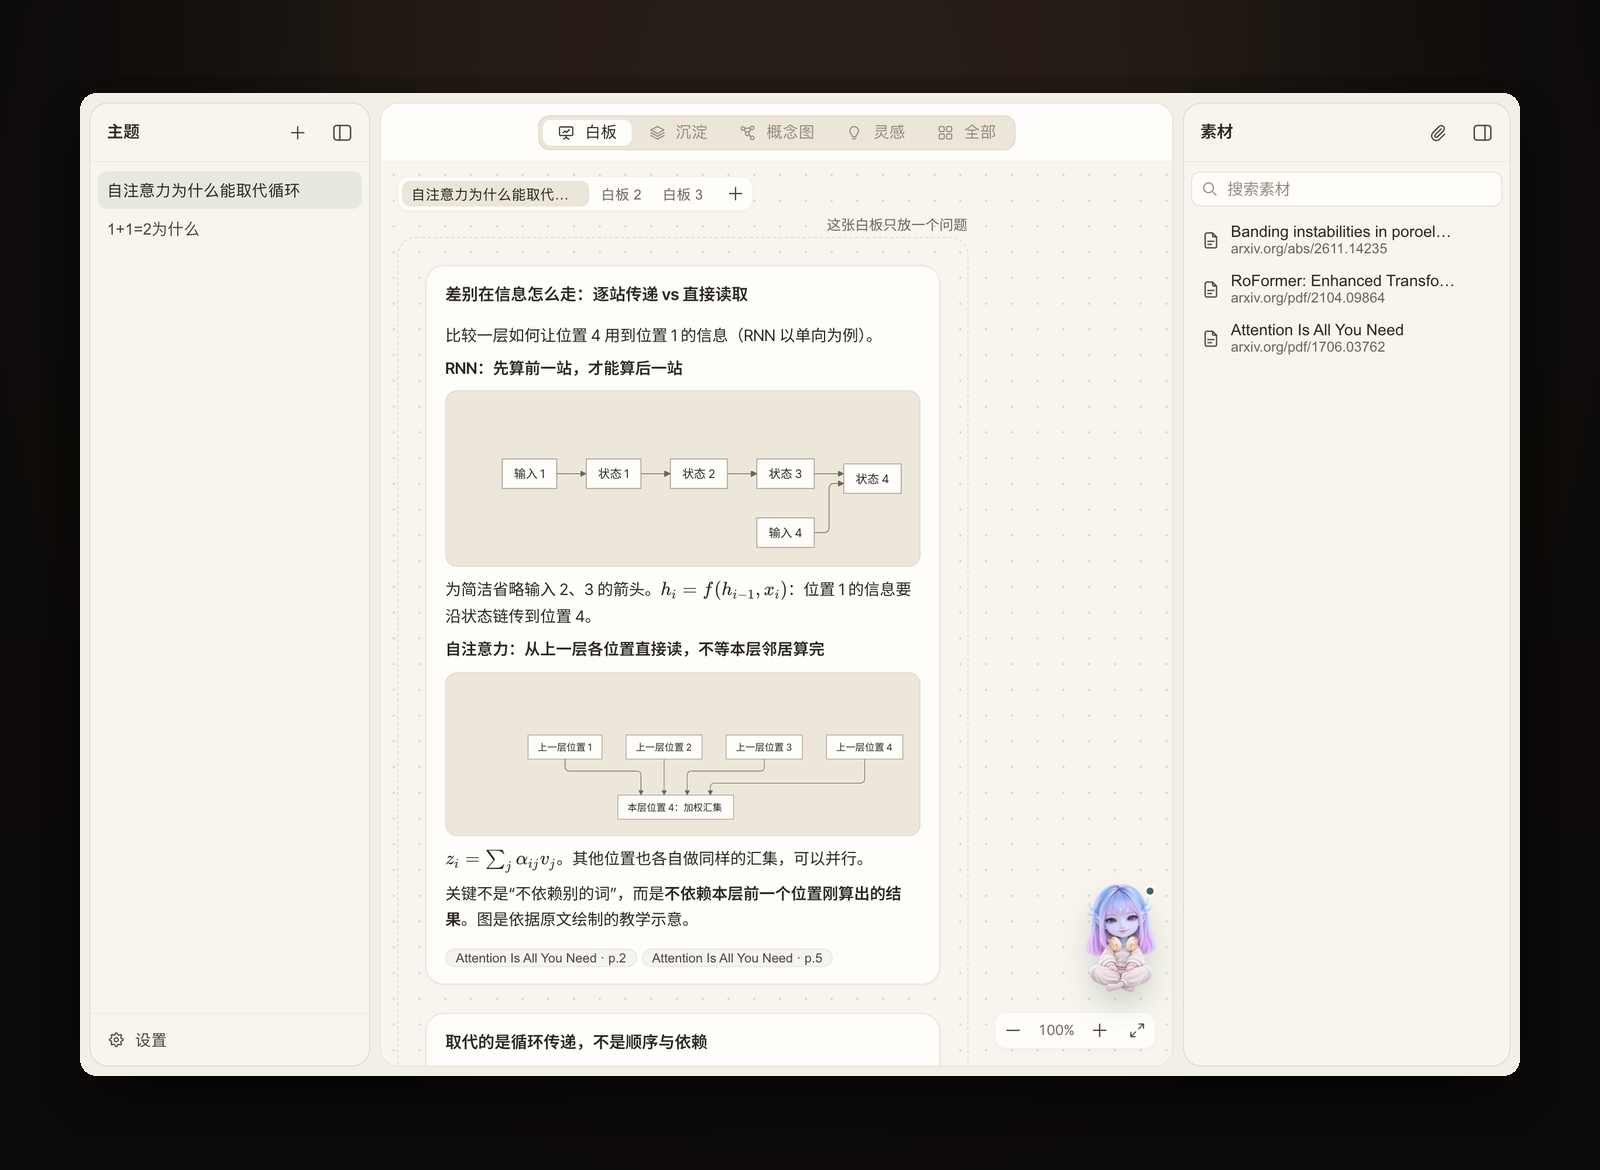 主题
自注意力为什么能取代循环
1+1=2为什么
设置
白板
沉淀
概念图
灵感
全部
自注意力为什么能取代...
白板 2
白板 3
这张白板只放一个问题
差别在信息怎么走：逐站传递 vs 直接读取
比较一层如何让位置 4 用到位置 1 的信息（RNN 以单向为例）。
RNN：先算前一站，才能算后一站
输入 1
状态 1
状态 2
状态 3
状态 4
输入 4
为简洁省略输入 2、3 的箭头。h_i = f(h_{i−1}, x_i)：位置 1 的信息要
沿状态链传到位置 4。
自注意力：从上一层各位置直接读，不等本层邻居算完
上一层位置 1
上一层位置 2
上一层位置 3
上一层位置 4
本层位置 4：加权汇集
z_i = ∑_j α_{ij} v_j。其他位置也各自做同样的汇集，可以并行。
关键不是“不依赖别的词”，而是不依赖本层前一个位置刚算出的结
果。图是依据原文绘制的教学示意。
Attention Is All You Need · p.2
Attention Is All You Need · p.5
取代的是循环传递，不是顺序与依赖
100%
素材
搜索素材
Banding instabilities in poroel...
arxiv.org/abs/2611.14235
RoFormer: Enhanced Transfo...
arxiv.org/pdf/2104.09864
Attention Is All You Need
arxiv.org/pdf/1706.03762